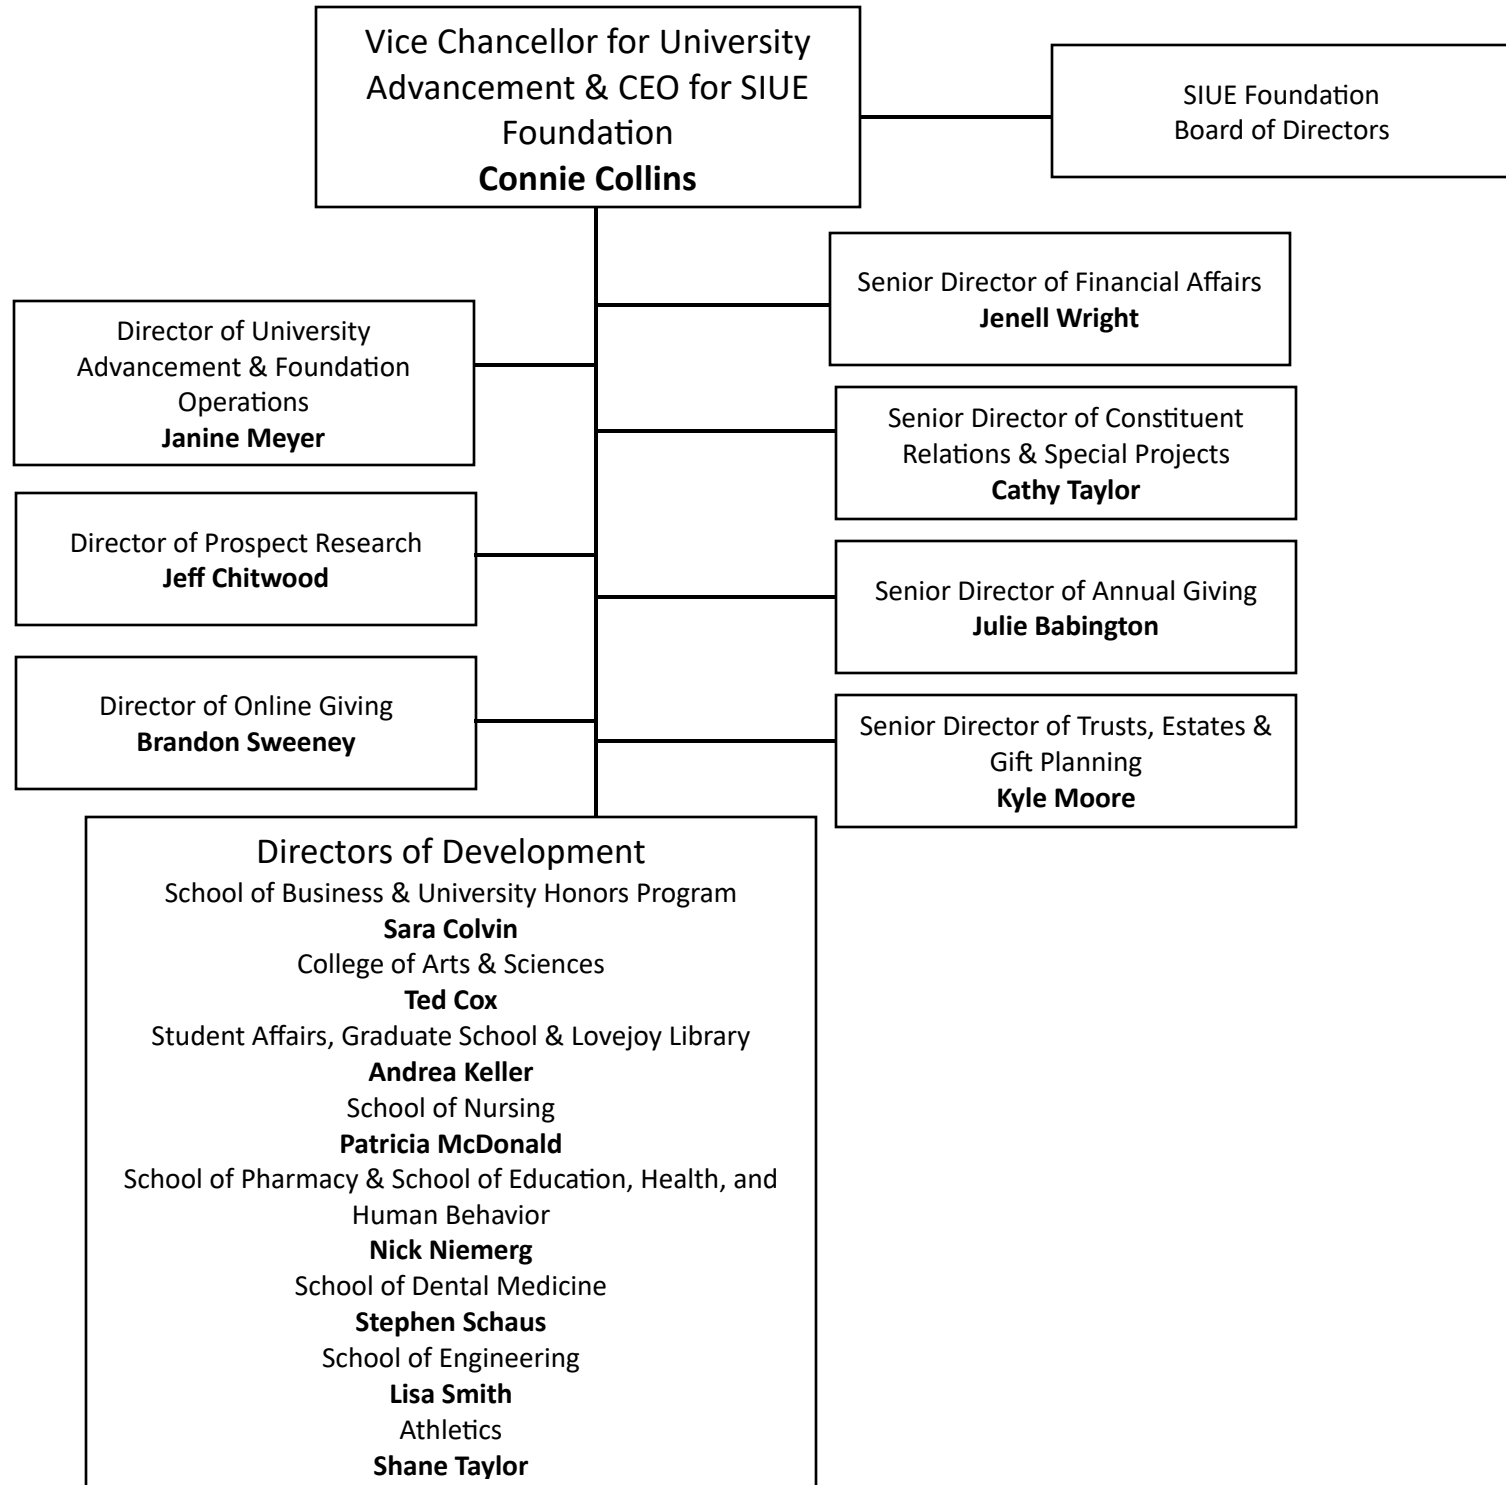 Vice Chancellor for University
Advancement & CEO for SIUE
Foundation
Connie Collins
SIUE Foundation
Board of Directors
Senior Director of Financial Affairs
Jenell Wright
Director of University
Advancement & Foundation
Operations
Janine Meyer
Senior Director of Constituent
Relations & Special Projects
Cathy Taylor
Director of Prospect Research
Jeff Chitwood
Senior Director of Annual Giving
Julie Babington
Director of Online Giving
Brandon Sweeney
Senior Director of Trusts, Estates &
Gift Planning
Kyle Moore
Directors of Development
School of Business & University Honors Program
Sara Colvin
College of Arts & Sciences
Ted Cox
Student Affairs, Graduate School & Lovejoy Library
Andrea Keller
School of Nursing
Patricia McDonald
School of Pharmacy & School of Education, Health, and
Human Behavior
Nick Niemerg
School of Dental Medicine
Stephen Schaus
School of Engineering
Lisa Smith
Athletics
Shane Taylor